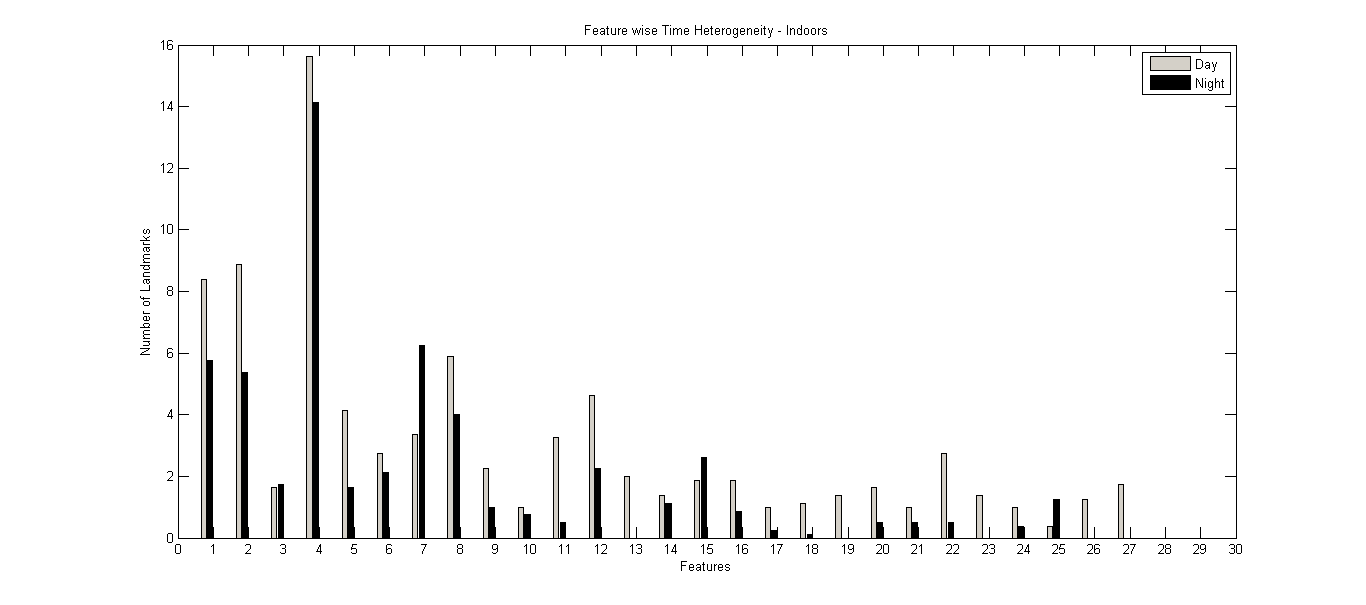 Feature wise Time Heterogeneity - Indoors
Day
Night
16
14
12
10
8
6
4
2
0
Number of Landmarks
0 1 2 3 4 5 6 7 8 9 10 11 12 13 14 15 16 17 18 19 20 21 22 23 24 25 26 27 28 29 30
Features